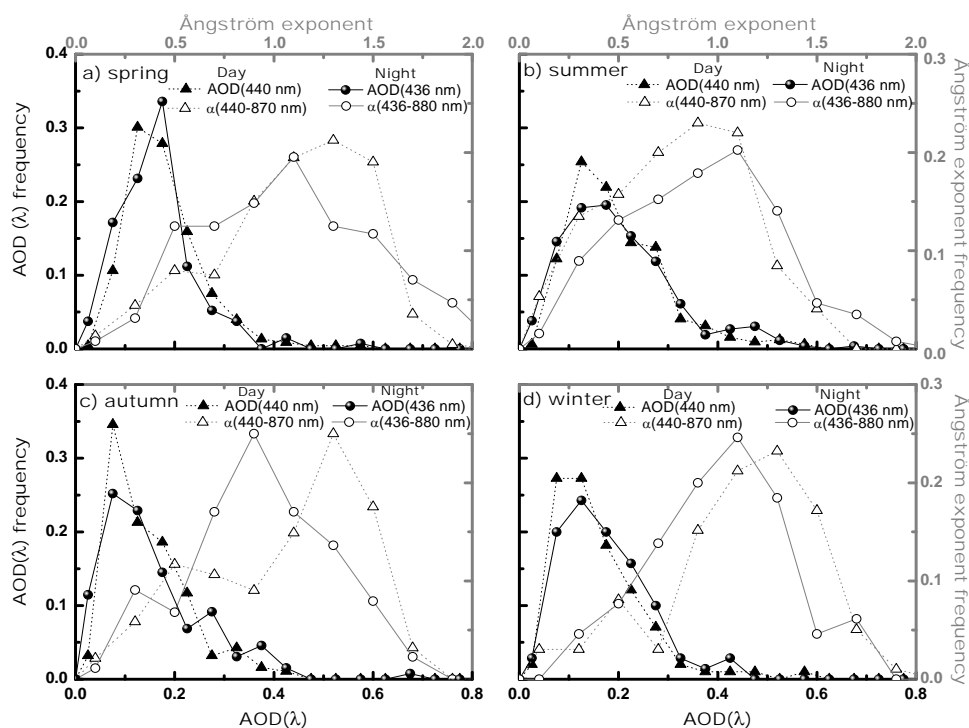 Ångström exponent
Ångström exponent
0.0 0.5 1.0 1.5 2.0
0.0 0.5 1.0 1.5 2.0
0.4
0.3
0.2
0.1
0.0
AOD (λ) frequency
a) spring
Day Night
AOD(440 nm) AOD(436 nm)
α(440-870 nm) α(436-880 nm)
b) summer
Day Night
AOD(440 nm) AOD(436 nm)
α(440-870 nm) α(436-880 nm)
0.3
0.2
0.1
0.0
Ångström exponent frequency
0.4
0.3
0.2
0.1
0.0
AOD(λ) frequency
c) autumn
Day Night
AOD(440 nm) AOD(436 nm)
α(440-870 nm) α(436-880 nm)
0.0 0.2 0.4 0.6 0.8
AOD(λ)
d) winter
Day Night
AOD(440 nm) AOD(436 nm)
α(440-870 nm) α(436-880 nm)
0.3
0.2
0.1
0.0
Ångström exponent frequency
0.0 0.2 0.4 0.6 0.8
AOD(λ)